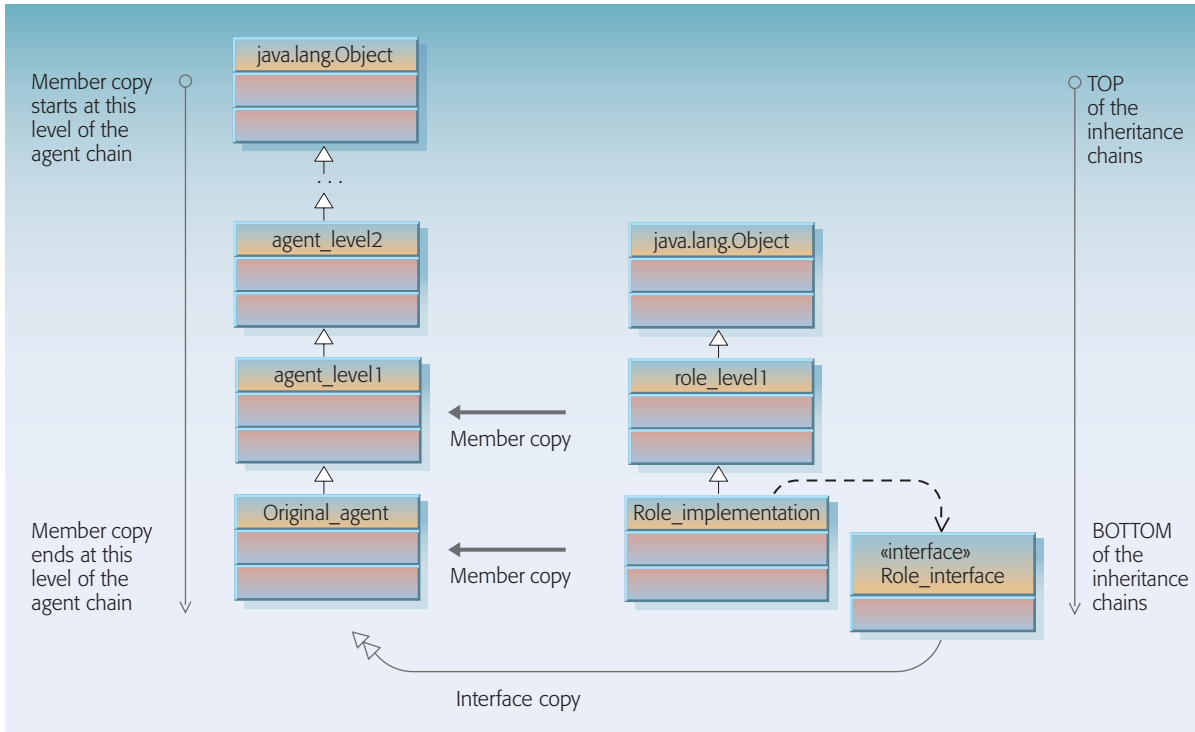 java.lang.Object
Member copy
starts at this
level of the
agent chain
TOP
of the
inheritance
chains
...
agent_level2
java.lang.Object
agent_level1
role_level1
Member copy
Original_agent
Role_implementation
Member copy
ends at this
level of the
agent chain
Member copy
«interface»
Role_interface
BOTTOM
of the
inheritance
chains
Interface copy